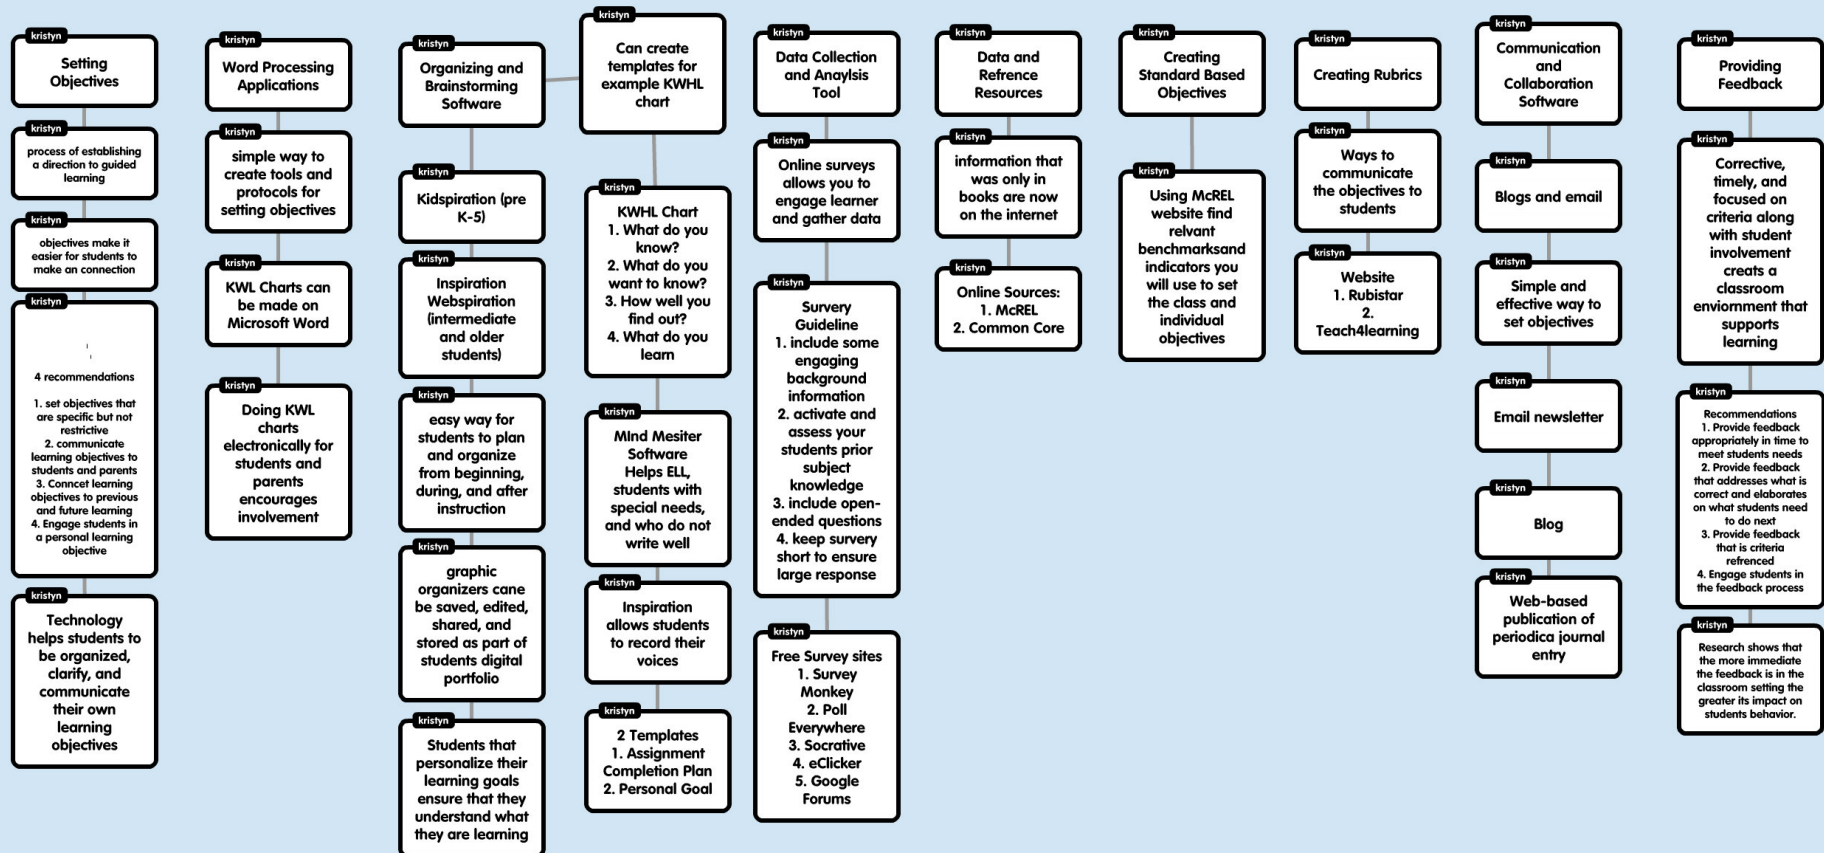 kristyn
Setting
Objectives
kristyn
process of establishing
a direction to guided
learning
kristyn
objectives make it
easier for students to
make an connection
kristyn
4 recommendations
1. set objectives that
are specific but not
restrictive
2. communicate
learning objectives to
students and parents
3. Conncet learning
objectives to previous
and future learning
4. Engage students in
a personal learning
objective
kristyn
Technology
helps students to
be organized,
clarify, and
communicate
their own
learning
objectives
kristyn
Word Processing
Applications
kristyn
simple way to
create tools and
protocols for
setting objectives
kristyn
KWL Charts can
be made on
Microsoft Word
kristyn
Doing KWL
charts
electronically for
students and
parents
encourages
involvement
kristyn
Organizing and
Brainstorming
Software
kristyn
Kidspiration (pre
K-5)
kristyn
Inspiration
Webspiration
(intermediate
and older
students)
kristyn
easy way for
students to plan
and organize
from beginning,
during, and after
instruction
kristyn
graphic
organizers cane
be saved, edited,
shared, and
stored as part of
students digital
portfolio
kristyn
Students that
personalize their
learning goals
ensure that they
understand what
they are learning
kristyn
Can create
templates for
example KWHL
chart
kristyn
KWHL Chart
1. What do you
know?
2. What do you
want to know?
3. How well you
find out?
4. What do you
learn
kristyn
MInd Mesiter
Software
Helps ELL,
students with
special needs,
and who do not
write well
kristyn
Inspiration
allows students
to record their
voices
kristyn
2 Templates
1. Assignment
Completion Plan
2. Personal Goal
kristyn
Data Collection
and Anaylsis
Tool
kristyn
Online surveys
allows you to
engage learner
and gather data
kristyn
Survery
Guideline
1. include some
engaging
background
information
2. activate and
assess your
students prior
subject
knowledge
3. include open-
ended questions
4. keep survery
short to ensure
large response
kristyn
Free Survey sites
1. Survey
Monkey
2. Poll
Everywhere
3. Socrative
4. eClicker
5. Google
Forums
kristyn
Data and
Refrence
Resources
kristyn
information that
was only in
books are now
on the internet
kristyn
Online Sources:
1. McREL
2. Common Core
kristyn
Creating
Standard Based
Objectives
kristyn
Using McREL
website find
relvant
benchmarksand
indicators you
will use to set
the class and
individual
objectives
kristyn
Creating Rubrics
kristyn
Ways to
communicate
the objectives to
students
kristyn
Website
1. Rubistar
2.
Teach4learning
kristyn
Communication
and
Collaboration
Software
kristyn
Blogs and email
kristyn
Simple and
effective way to
set objectives
kristyn
Email newsletter
kristyn
Blog
kristyn
Web-based
publication of
periodica journal
entry
kristyn
Providing
Feedback
kristyn
Corrective,
timely, and
focused on
criteria along
with student
involvement
creats a
classroom
enviornment that
supports
learning
kristyn
Recommendations
1. Provide feedback
appropriately in time to
meet students needs
2. Provide feedback
that addresses what is
correct and elaborates
on what students need
to do next
3. Provide feedback
that is criteria
refrenced
4. Engage students in
the feedback process
kristyn
Research shows that
the more immediate
the feedback is in the
classroom setting the
greater its impact on
students behavior.